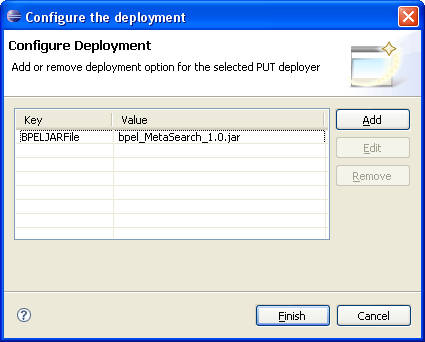 Configure the deployment
Configure Deployment
Add or remove deployment option for the selected PUT deployer
Key Value
BPELJARFile bpel_MetaSearch_1.0.jar
Add
Edit
Remove
?
Finish Cancel